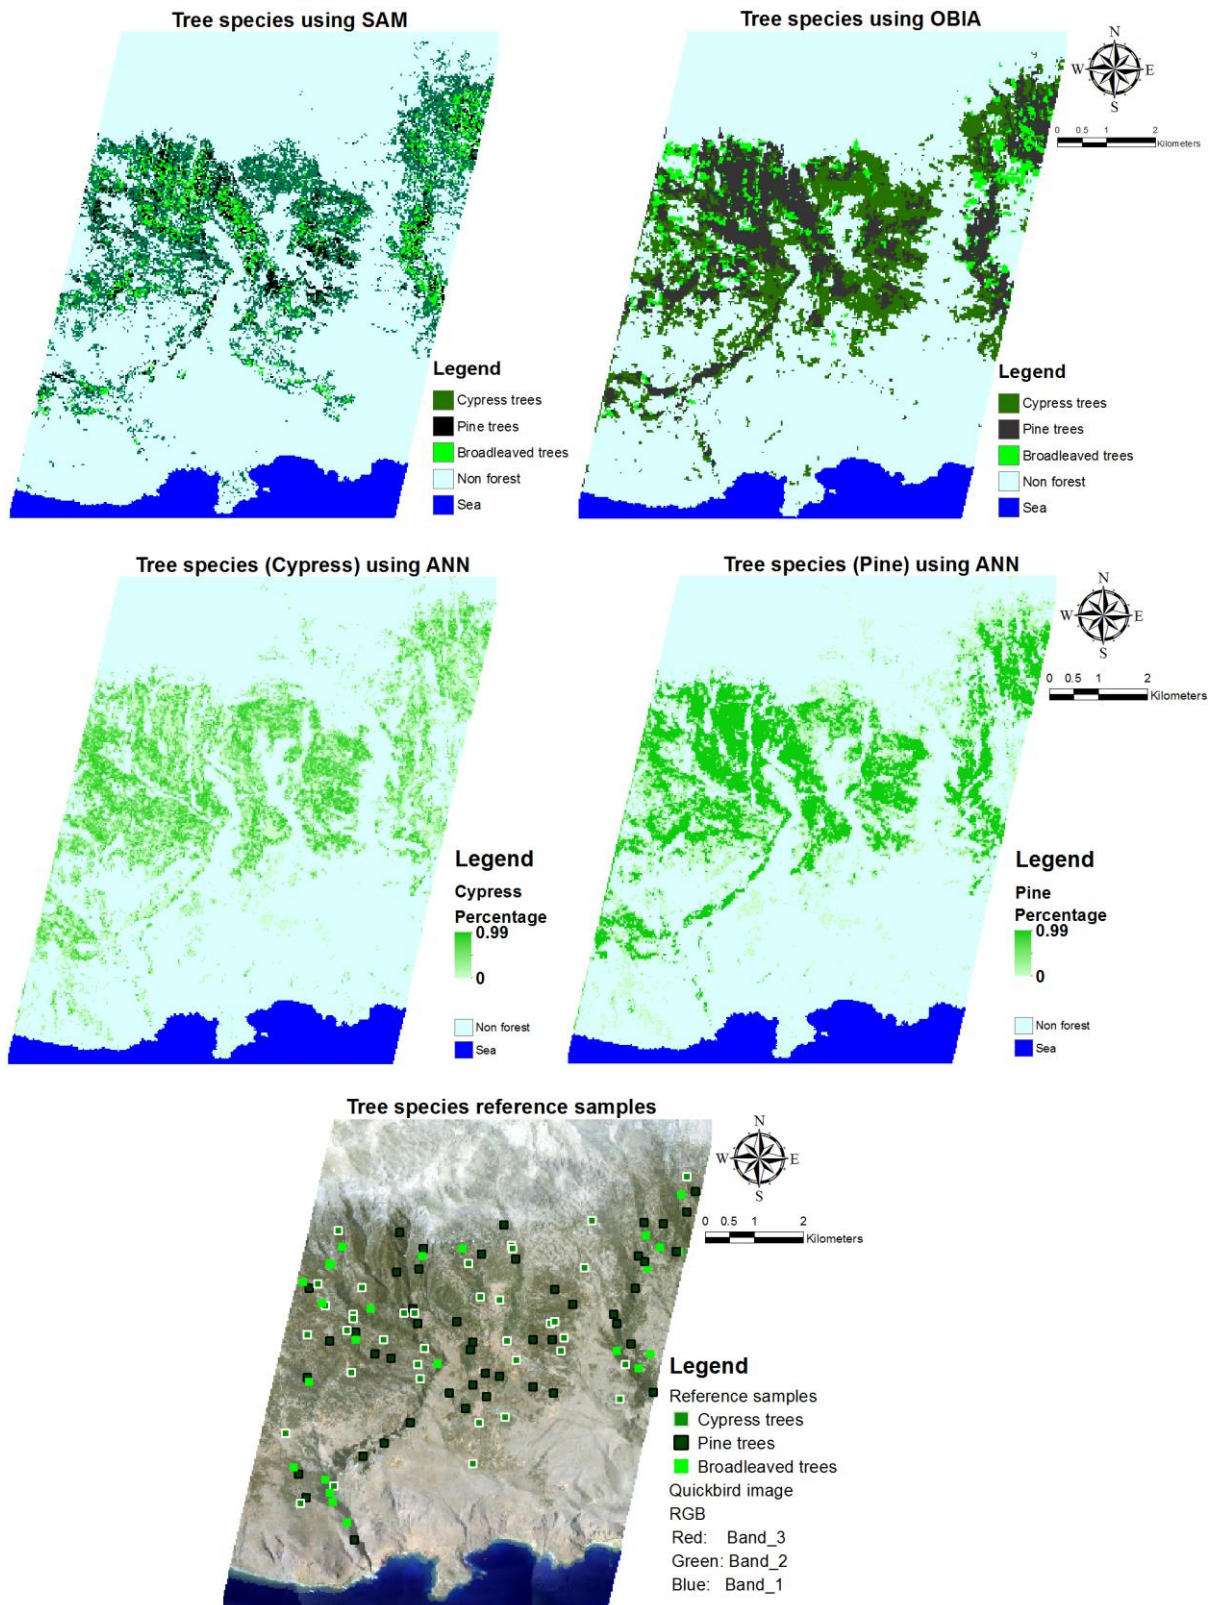 Tree species using SAM
Legend
Cypress trees
Pine trees
Broadleaved trees
Non forest
Sea
Tree species using OBIA
N
W E
S
0 0.5 1 2
Kilometers
Legend
Cypress trees
Pine trees
Broadleaved trees
Non forest
Sea
Tree species (Cypress) using ANN
Legend
Cypress
Percentage
0.99
0
Non forest
Sea
Tree species (Pine) using ANN
N
W E
S
0 0.5 1 2
Kilometers
Legend
Pine
Percentage
0.99
0
Non forest
Sea
Tree species reference samples
N
W E
S
0 0.5 1 2
Kilometers
Legend
Reference samples
Cypress trees
Pine trees
Broadleaved trees
Quickbird image
RGB
Red: Band_3
Green: Band_2
Blue: Band_1